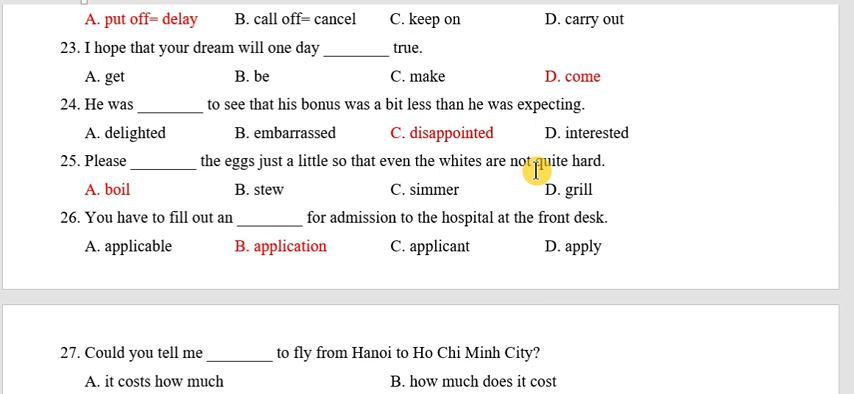 A. put off= delay B. call off= cancel C. keep on D. carry out
23. I hope that your dream will one day ________ true.
A. get B. be C. make D. come
24. He was ________ to see that his bonus was a bit less than he was expecting.
A. delighted B. embarrassed C. disappointed D. interested
25. Please ________ the eggs just a little so that even the whites are not quite hard.
A. boil B. stew C. simmer D. grill
26. You have to fill out an ________ for admission to the hospital at the front desk.
A. applicable B. application C. applicant D. apply
27. Could you tell me ________ to fly from Hanoi to Ho Chi Minh City?
A. it costs how much B. how much does it cost